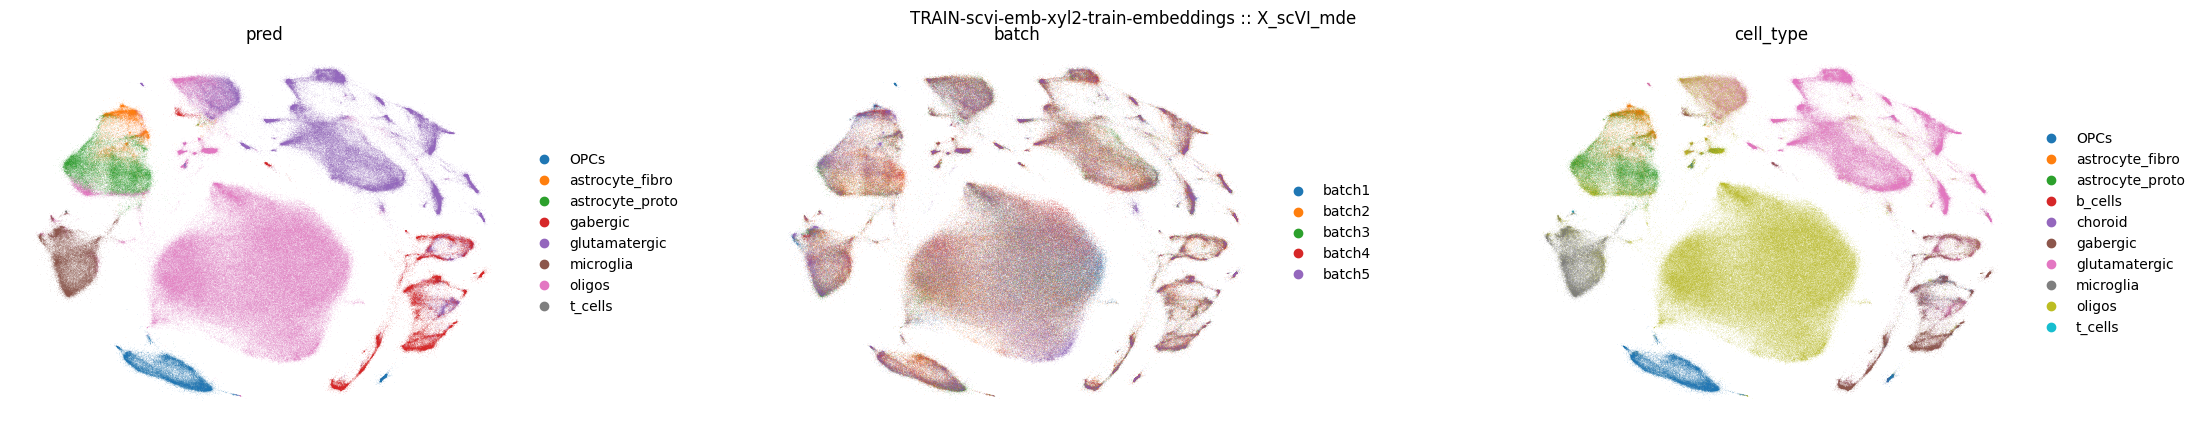 TRAIN-scvi-emb-xyl2-train-embeddings :: X_scVI_mde
pred
OPCs
astrocyte_fibro
astrocyte_proto
gabergic
glutamatergic
microglia
oligos
t_cells
batch
batch1
batch2
batch3
batch4
batch5
cell_type
OPCs
astrocyte_fibro
astrocyte_proto
b_cells
choroid
gabergic
glutamatergic
microglia
oligos
t_cells